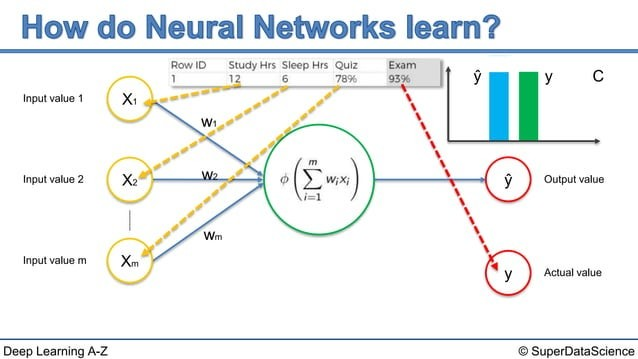 How do Neural Networks learn?
Row ID Study Hrs Sleep Hrs Quiz Exam
1 12 6 78% 93%
ŷ y C
Input value 1
X₁
W₁
Input value 2
X₂
W₂
ϕ(∑ᵢ₌₁ᵐ wᵢxᵢ)
ŷ
Output value
Input value m
Xₘ
Wₘ
y
Actual value
Deep Learning A-Z
© SuperDataScience